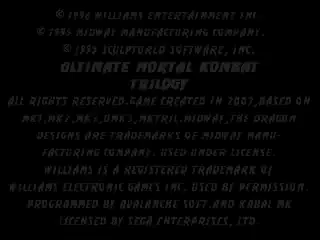 © 1996 WILLIAMS ENTERTAINMENT INC.
© 1995 MIDWAY MANUFACTURING COMPANY.
© 1995 SCULPTURED SOFTWARE, INC.
ULTIMATE MORTAL KOMBAT
TRILOGY
ALL RIGHTS RESERVED.GAME CREATED IN 2007,BASED ON
MK1,MK2,MK3,UMK3,MKTRIL.MIDWAY,THE DRAGON
DESIGNS ARE TRADEMARKS OF MIDWAY MANU-
FACTURING COMPANY. USED UNDER LICENSE.
WILLIAMS IS A REGISTERED TRADEMARK OF
WILLIAMS ELECTRONIC GAMES INC. USED BY PERMISSION.
PROGRAMMED BY AVALANCHE SOFT.AND KABAL MK
LICENSED BY SEGA ENTERPRISES, LTD.